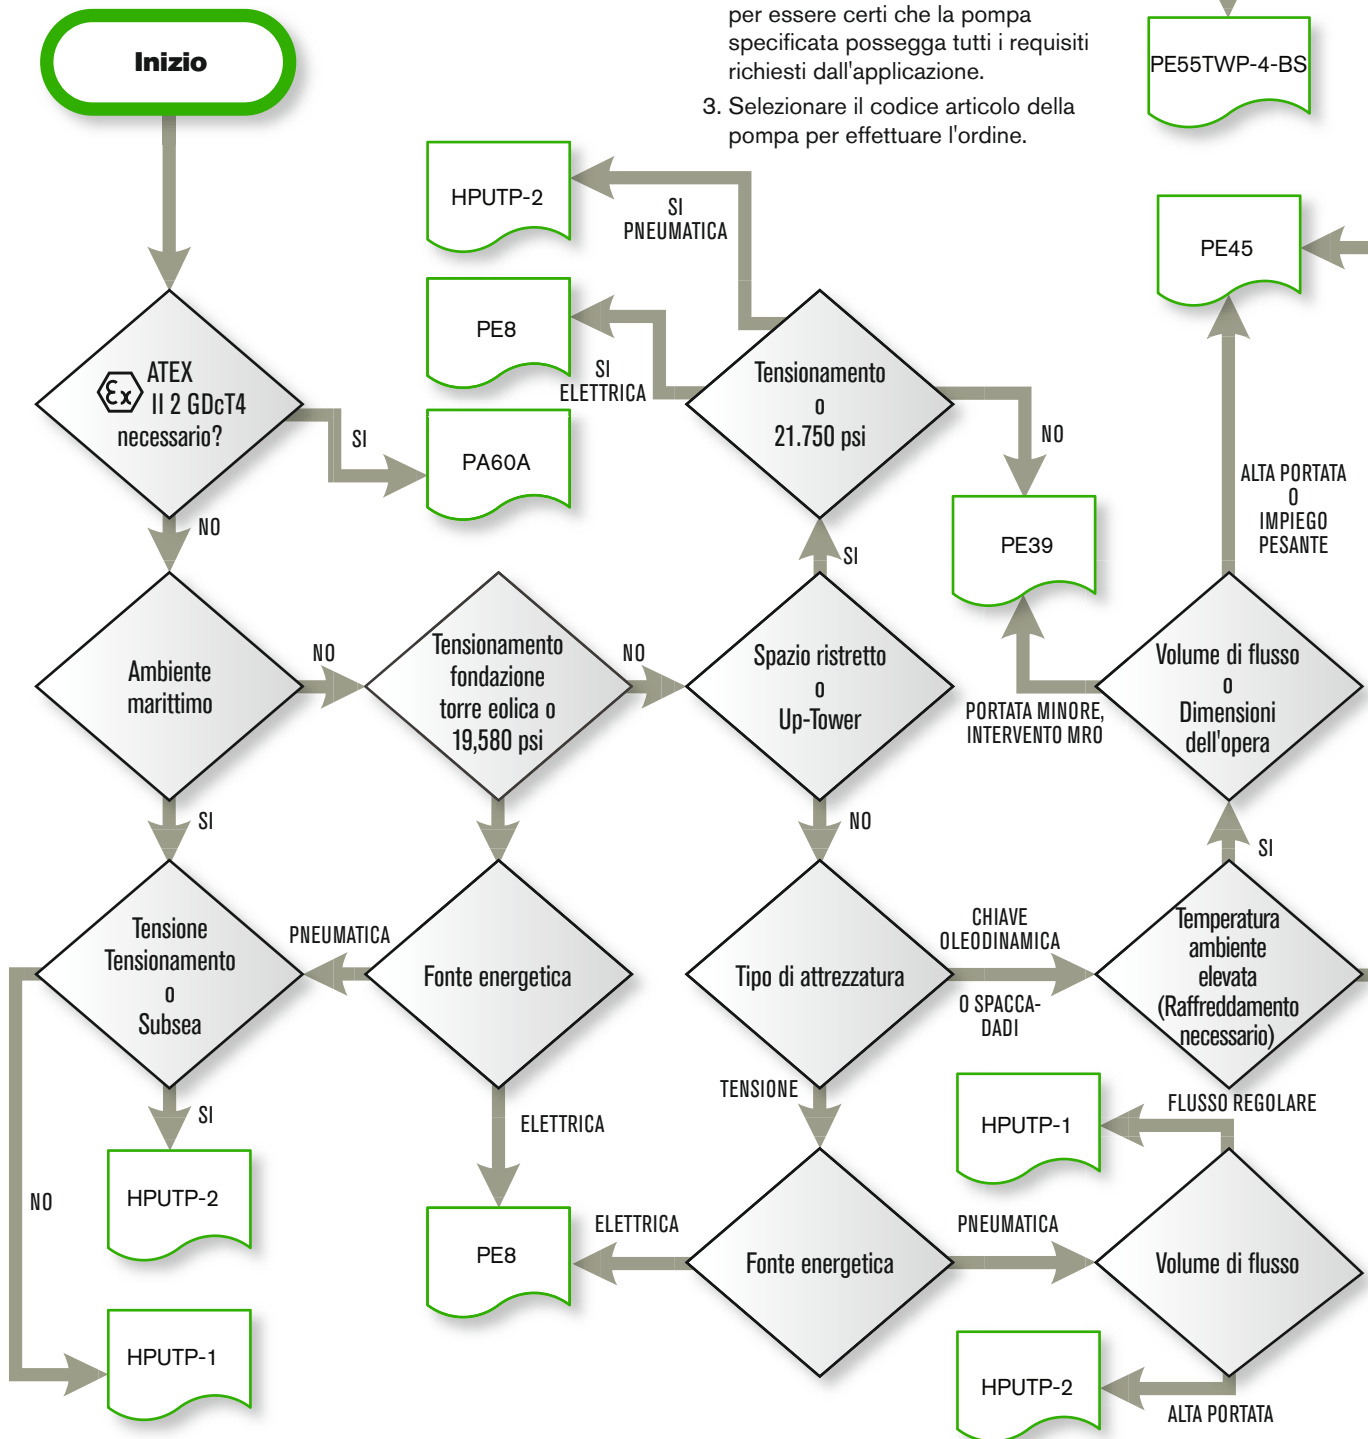 Inizio
per essere certi che la pompa
specificata possegga tutti i requisiti
richiesti dall'applicazione.
3. Selezionare il codice articolo della
pompa per effettuare l'ordine.
PE55TWP-4-BS
HPUTP-2
SI
PNEUMATICA
PE45
PE8
SI
ELETTRICA
Tensionamento
o
21.750 psi
Ex ATEX
II 2 GDcT4
necessario?
SI
PA60A
NO
ALTA PORTATA
O
IMPIEGO
PESANTE
NO
PE39
SI
Ambiente
marittimo
NO
Tensionamento
fondazione
torre eolica o
19,580 psi
NO
Spazio ristretto
o
Up-Tower
PORTATA MINORE,
INTERVENTO MRO
Volume di flusso
o
Dimensioni
dell'opera
SI
NO
SI
Tensione
Tensionamento
o
Subsea
PNEUMATICA
Fonte energetica
Tipo di attrezzatura
CHIAVE
OLEODINAMICA
O SPACCA-
DADI
Temperatura
ambiente
elevata
(Raffreddamento
necessario)
TENSIONE
SI
ELETTRICA
HPUTP-1
FLUSSO REGOLARE
NO
HPUTP-2
PE8
ELETTRICA
Fonte energetica
PNEUMATICA
Volume di flusso
HPUTP-1
HPUTP-2
ALTA PORTATA